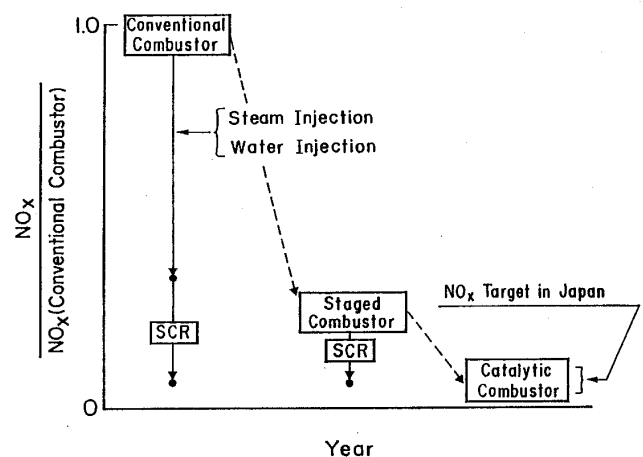 1.0
Conventional
Combustor
Steam Injection
Water Injection
NOx
NOx(Conventional Combustor)
NOx Target in Japan
Staged
Combustor
SCR
SCR
Catalytic
Combustor
0
Year